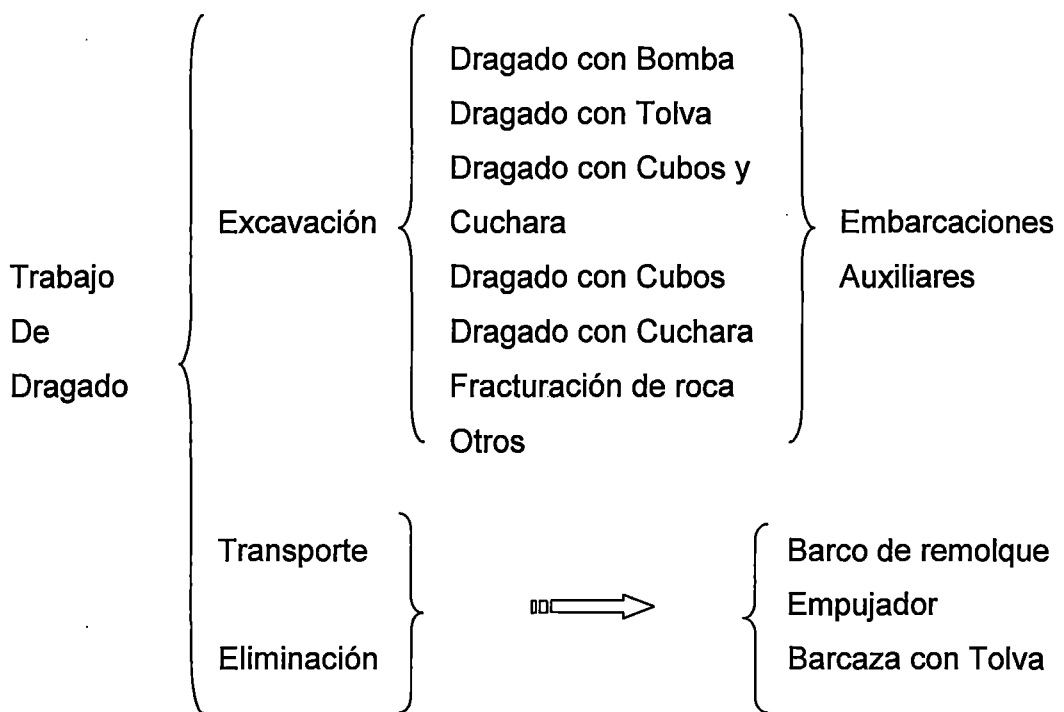 Trabajo
De
Dragado
Excavación
Dragado con Bomba
Dragado con Tolva
Dragado con Cubos y
Cuchara
Dragado con Cubos
Dragado con Cuchara
Fracturación de roca
Otros
Embarcaciones
Auxiliares
Transporte
Eliminación
Barco de remolque
Empujador
Barcaza con Tolva